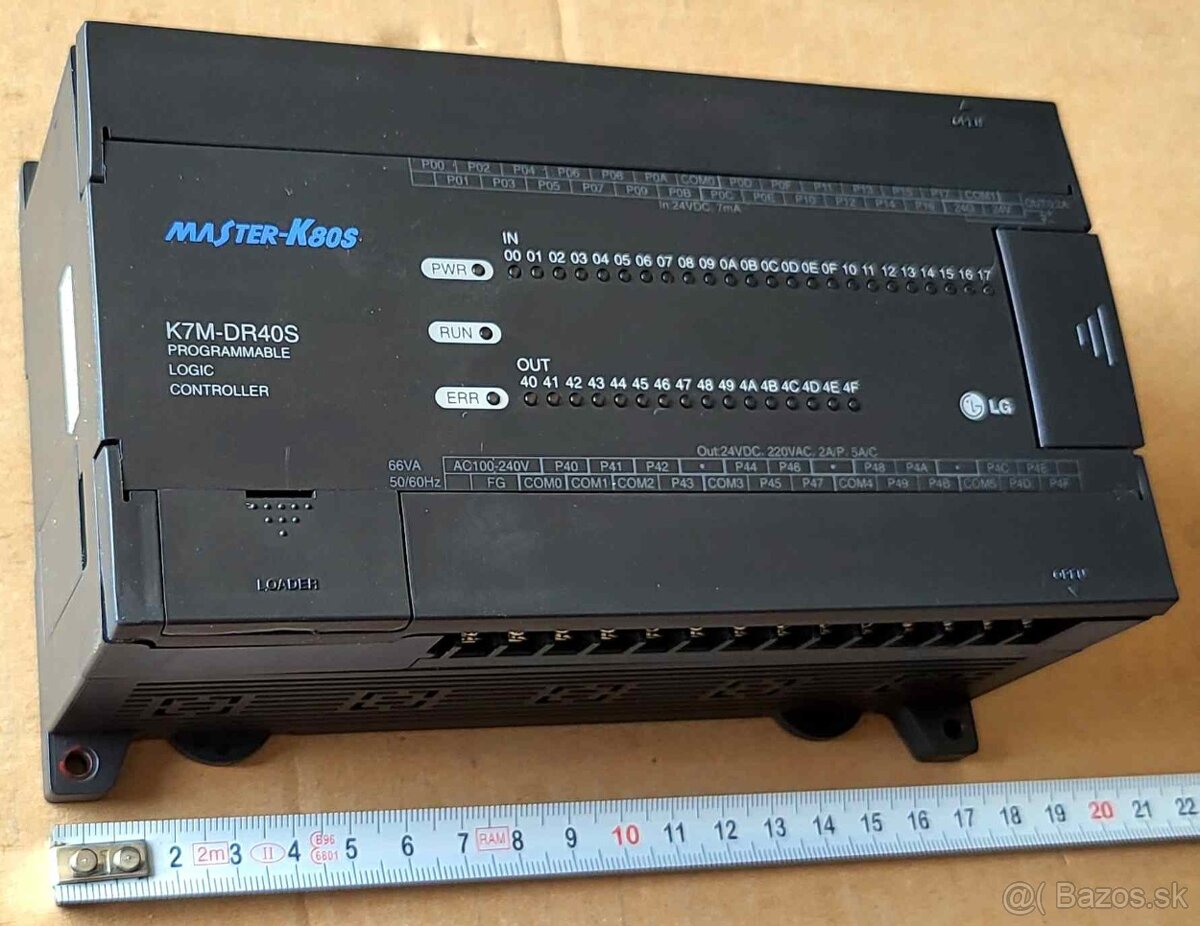 OPEN
P00 P02 P04 P06 P08 P0A COM0 P0D P0F P11 P13 P15 P17 COM1
P01 P03 P05 P07 P09 P0B P0C P0E P10 P12 P14 P16 24G 24V
In:24VDC, 7mA
MASTER-K80S
IN
00 01 02 03 04 05 06 07 08 09 0A 0B 0C 0D 0E 0F 10 11 12 13 14 15 16 17
PWR
K7M-DR40S
PROGRAMMABLE
LOGIC
CONTROLLER
RUN
OUT
40 41 42 43 44 45 46 47 48 49 4A 4B 4C 4D 4E 4F
ERR
LG
Out:24VDC, 220VAC, 2A/P, 5A/C
66VA AC100-240V P40 P41 P42 • P44 P46 • P48 P4A • P4C P4E
50/60Hz FG COM0 COM1 COM2 P43 COM3 P45 P47 COM4 P49 P4B COM5 P4D P4F
LOADER
OPEN
2 2m 3 II 4 B96 6801 5 6 7 RAM 8 9 10 11 12 13 14 15 16 17 18 19 20 21 22
@( Bazos.sk